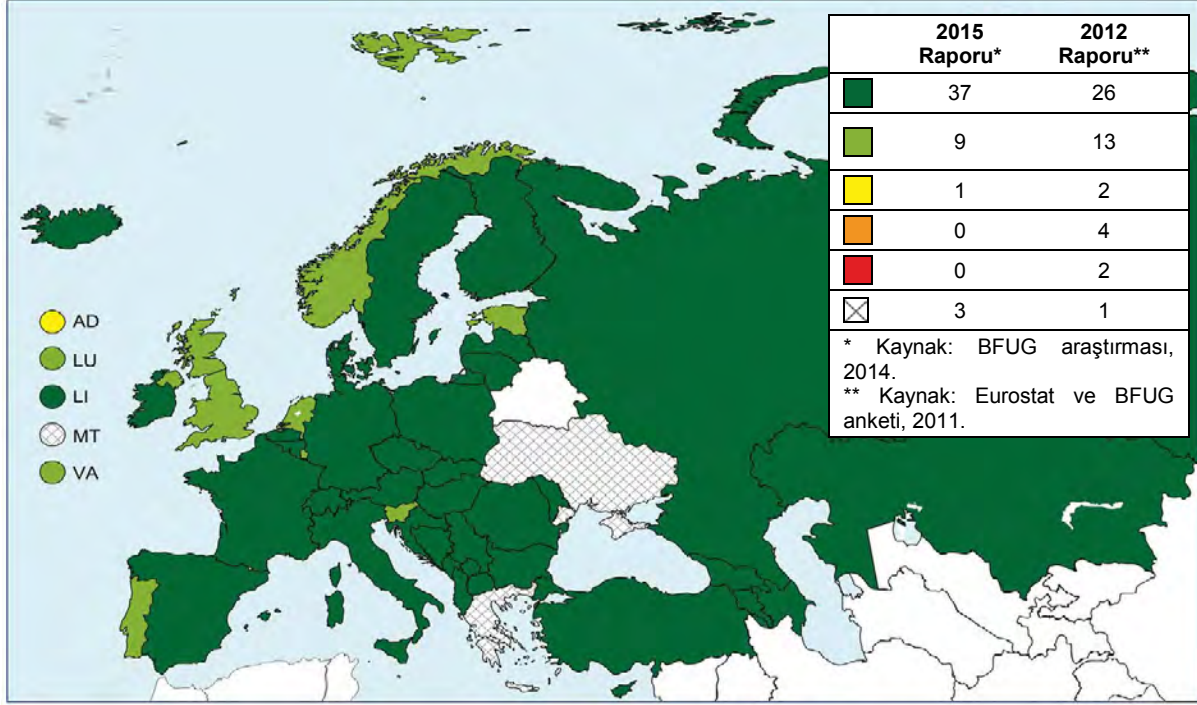 2015 Raporu* 2012 Raporu**
37 26
9 13
1 2
0 4
0 2
3 1
* Kaynak: BFUG araştırması,
2014.
** Kaynak: Eurostat ve BFUG
anketi, 2011.
AD
LU
LI
MT
VA